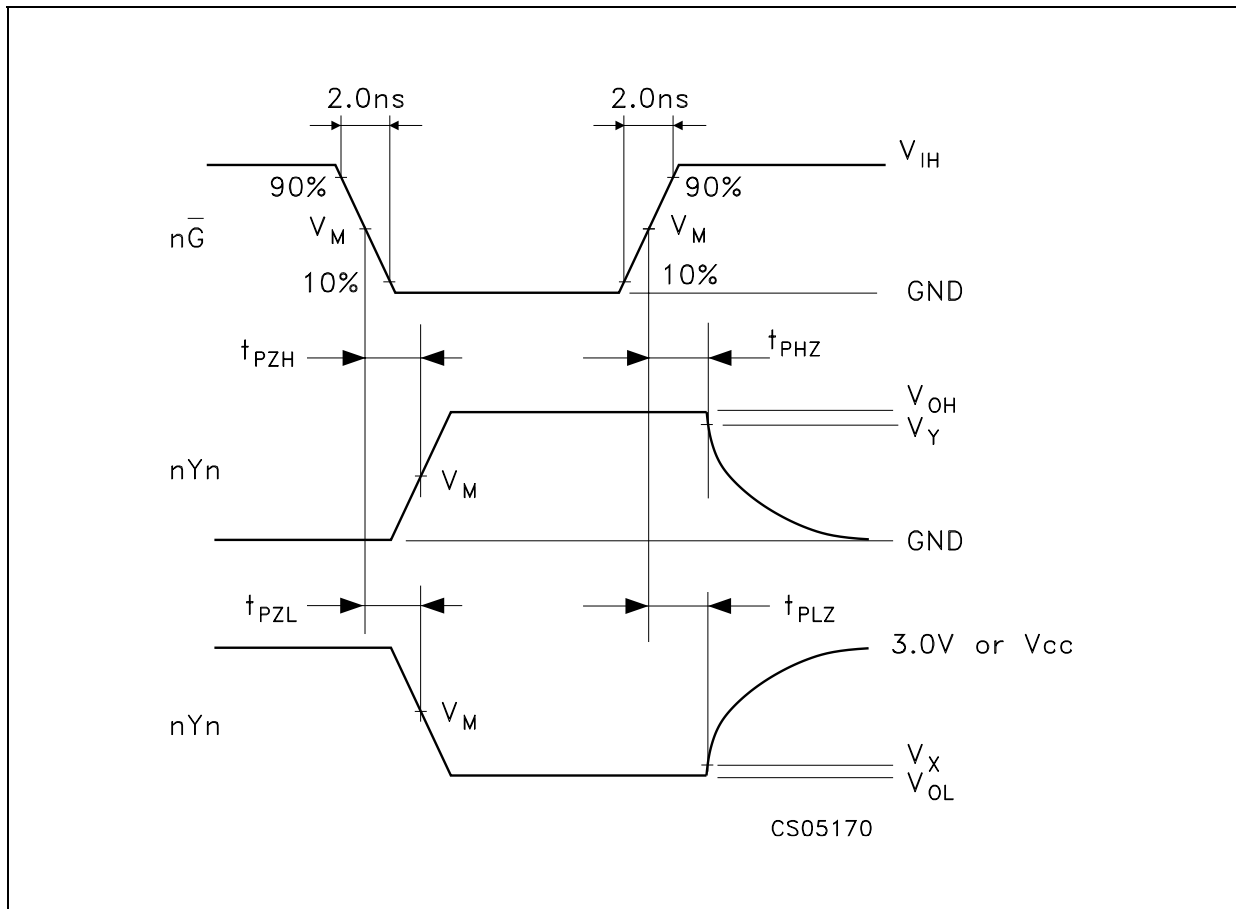 2.0ns 2.0ns
V_IH
90% 90%
nG̅ V_M V_M
10% 10%
GND
t_PZH t_PHZ
V_OH
V_Y
nYn V_M
GND
t_PZL t_PLZ
3.0V or Vcc
nYn V_M
V_X
V_OL
CS05170